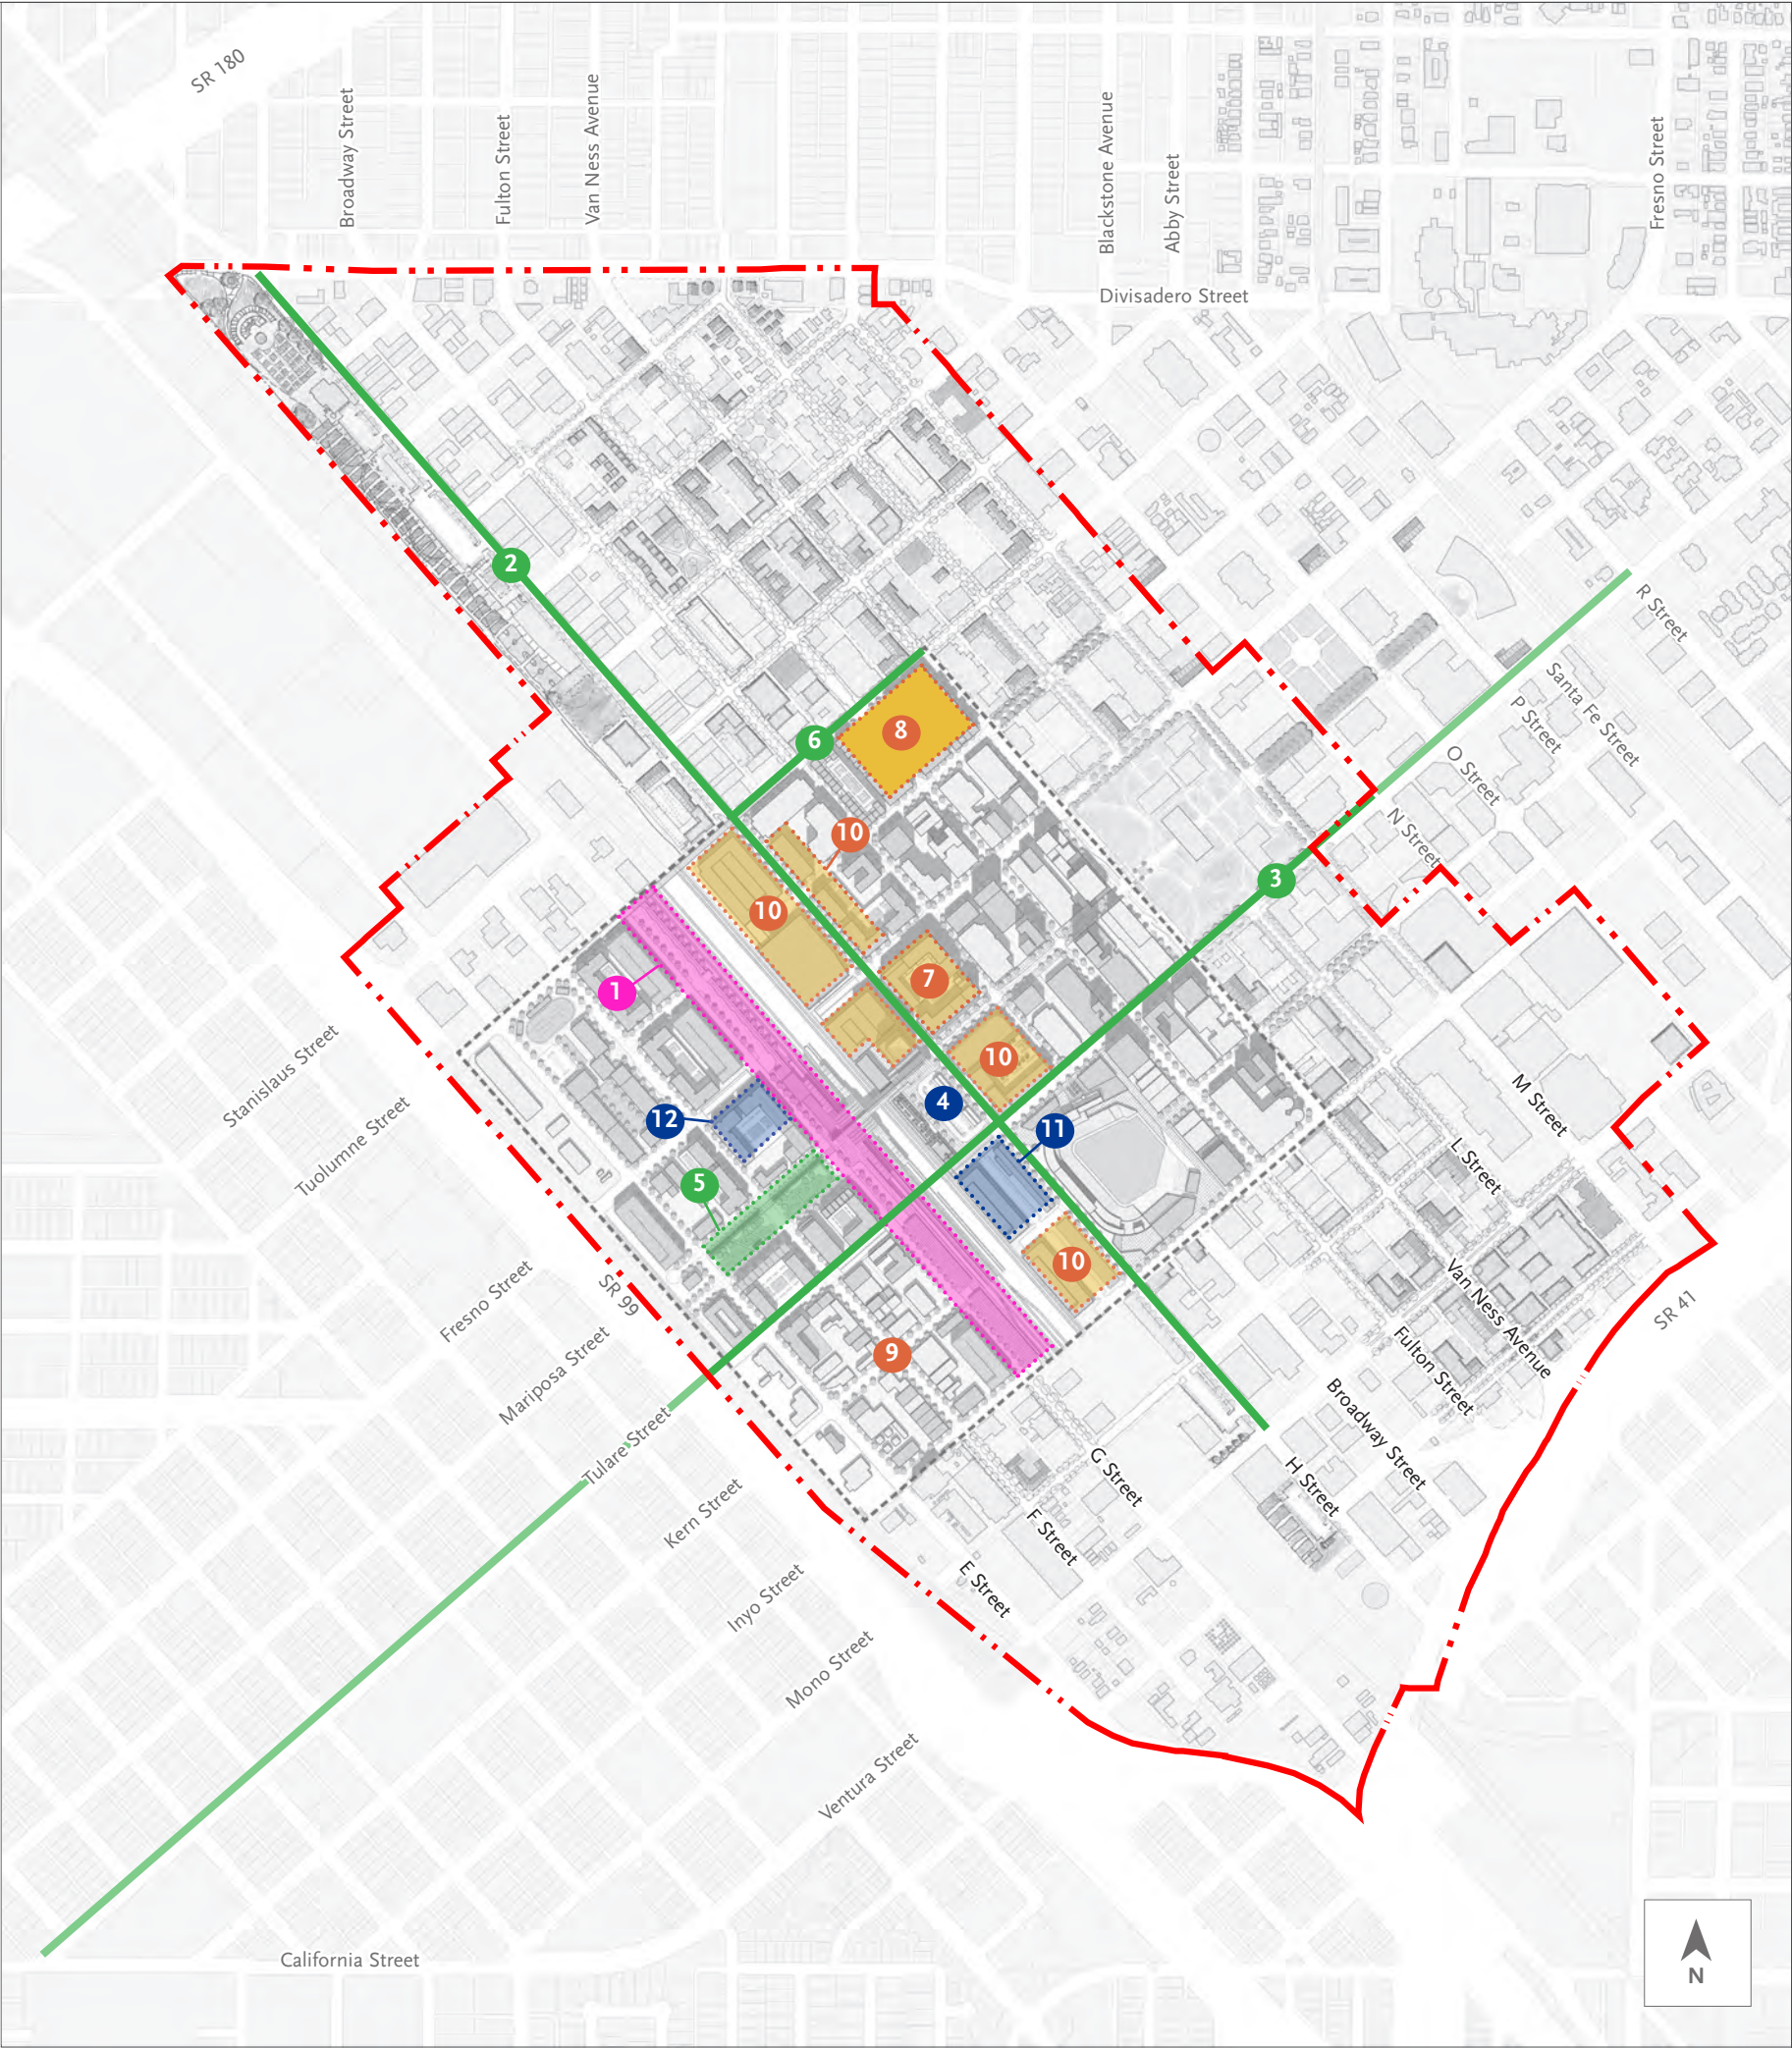 SR 180
Broadway Street
Fulton Street
Van Ness Avenue
Blackstone Avenue
Abby Street
Fresno Street
Divisadero Street
2
R Street
Santa Fe Street
P Street
O Street
N Street
6
8
10
3
10
7
1
10
4
11
12
5
10
9
Stanislaus Street
Tuolumne Street
Fresno Street
SR 99
Mariposa Street
Tulare Street
Kern Street
Inyo Street
Mono Street
Ventura Street
M Street
L Street
Van Ness Avenue
SR 41
Fulton Street
Broadway Street
H Street
G Street
F Street
E Street
California Street
N